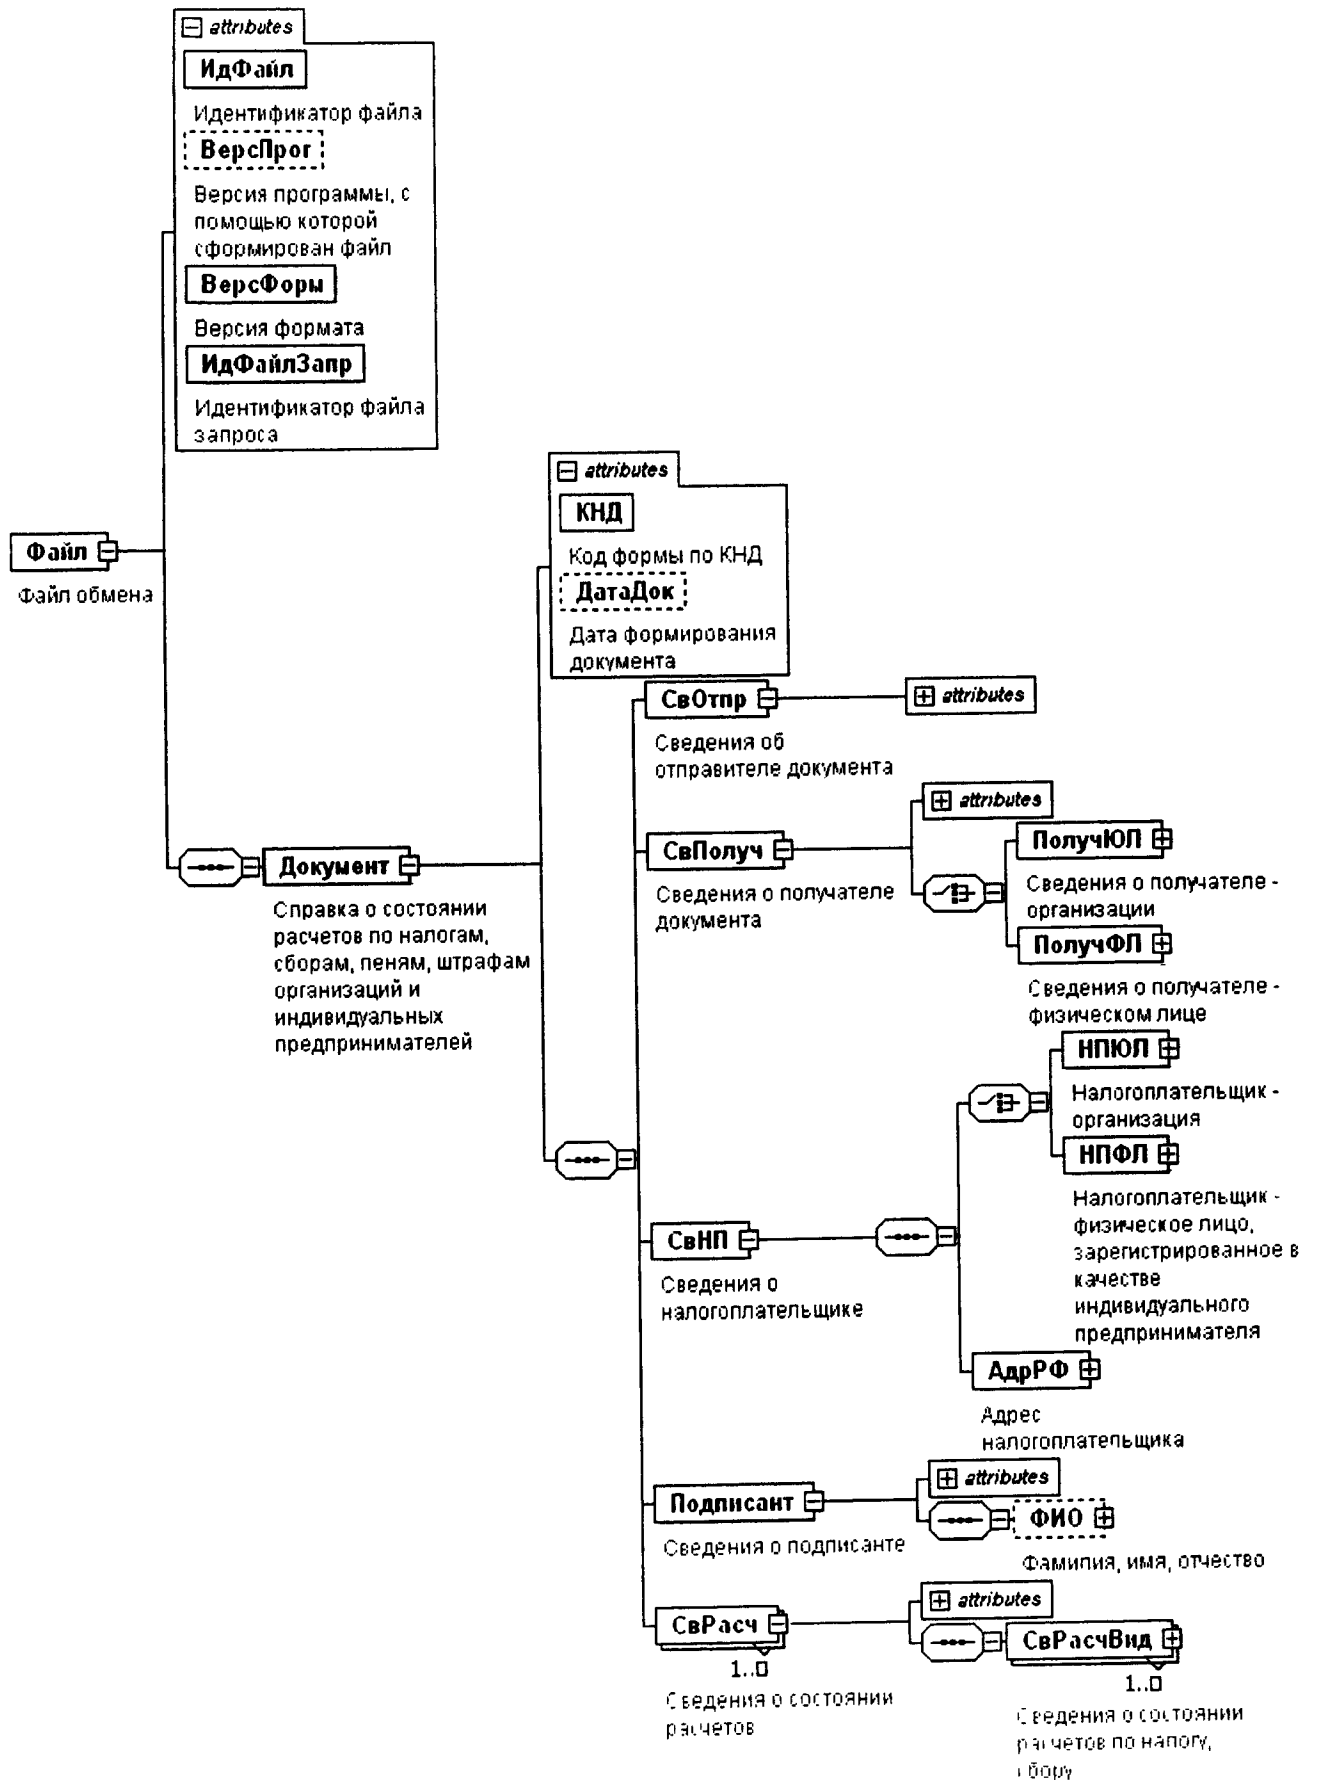 attributes
ИдФайл
Идентификатор файла
ВерсПрог
Версия программы, с
помощью которой
сформирован файл
ВерсФорм
Версия формата
ИдФайлЗапр
Идентификатор файла
запроса
attributes
КНД
Код формы по КНД
ДатаДок
Дата формирования
документа
Файл
Файл обмена
СвОтпр
attributes
Сведения об
отправителе документа
attributes
СвПолуч
Сведения о получателе
документа
ПолучЮЛ
Сведения о получателе -
организации
ПолучФЛ
Сведения о получателе -
физическом лице
Документ
Справка о состоянии
расчетов по налогам,
сборам, пеням, штрафам
организаций и
индивидуальных
предпринимателей
НПЮЛ
Налогоплательщик -
организация
НПФЛ
Налогоплательщик -
физическое лицо,
зарегистрированное в
качестве
индивидуального
предпринимателя
СвНП
Сведения о
налогоплательщике
АдрРФ
Адрес
налогоплательщика
attributes
Подписант
Сведения о подписанте
ФИО
Фамилия, имя, отчество
attributes
СвРасч
1..□
Сведения о состоянии
расчетов
СвРасчВид
1..□
Сведения о состоянии
расчетов по налогу,
сбору